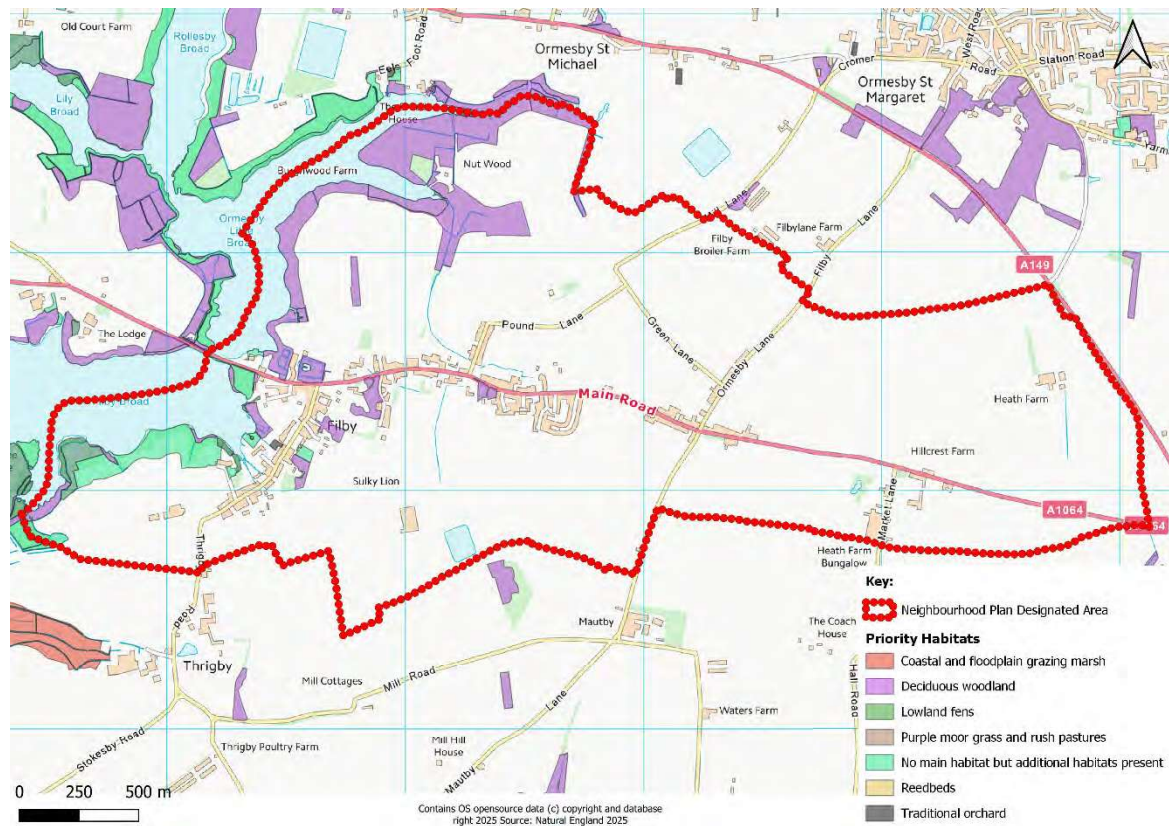 Old Court Farm
Rollesby
Broad
Lily
Broad
Ormesby St
Michael
Foot Road
Cromer
Road
West Road
Station Road
Ormesby St
Margaret
House
Nut Wood
Farm
Mill Lane
Filby
Broiler Farm
Filbylane Farm
Filby
Lane
A149
The Lodge
Pound
Lane
Green Lane
Ormesby
Lane
Main Road
Heath Farm
Filby
Sulky Lion
Hillcrest Farm
Market Lane
A1064
Heath Farm
Bungalow
Thrigby
Road
Mautby
The Coach
House
Hall Road
Thrigby
Mill Cottages
Mill
Road
Lane
Waters Farm
Stokesby Road
Thrigby Poultry Farm
Mill Hill
House
Mautby
Key:
Neighbourhood Plan Designated Area
Priority Habitats
Coastal and floodplain grazing marsh
Deciduous woodland
Lowland fens
Purple moor grass and rush pastures
No main habitat but additional habitats present
Reedbeds
Traditional orchard
0 250 500 m
Contains OS opensource data (c) copyright and database
right 2025 Source: Natural England 2025